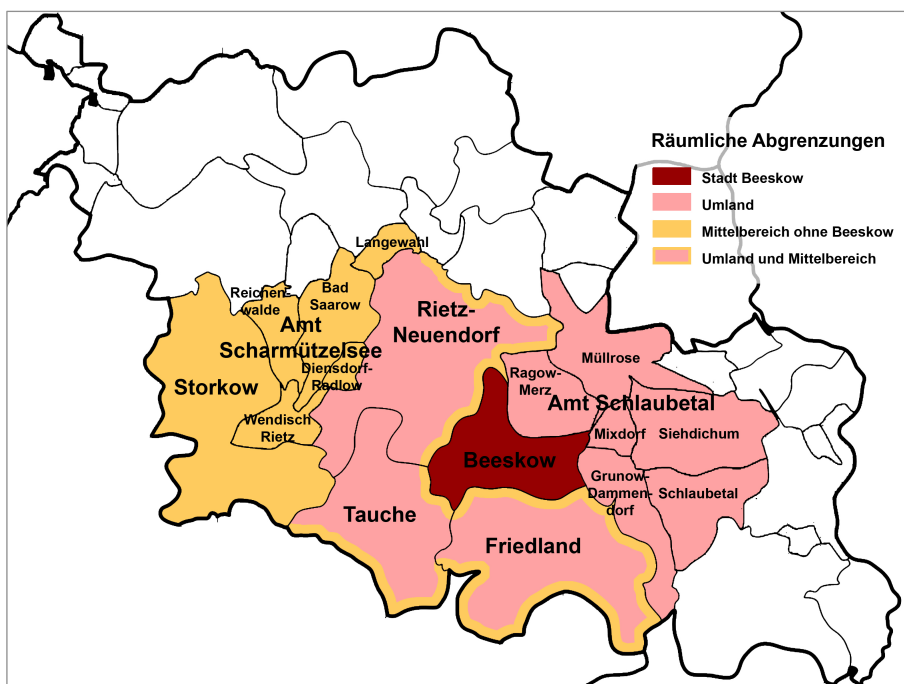 Räumliche Abgrenzungen
Stadt Beeskow
Umland
Mittelbereich ohne Beeskow
Umland und Mittelbereich
Langewahl
Reichen-
walde
Bad
Saarow
Amt
Scharmützelsee
Diensdorf-
Radlow
Storkow
Wendisch
Rietz
Rietz-
Neuendorf
Müllrose
Ragow-
Merz
Amt Schlaubetal
Mixdorf
Siehdichum
Beeskow
Grunow-
Dammen-
dorf
Schlaubetal
Tauche
Friedland